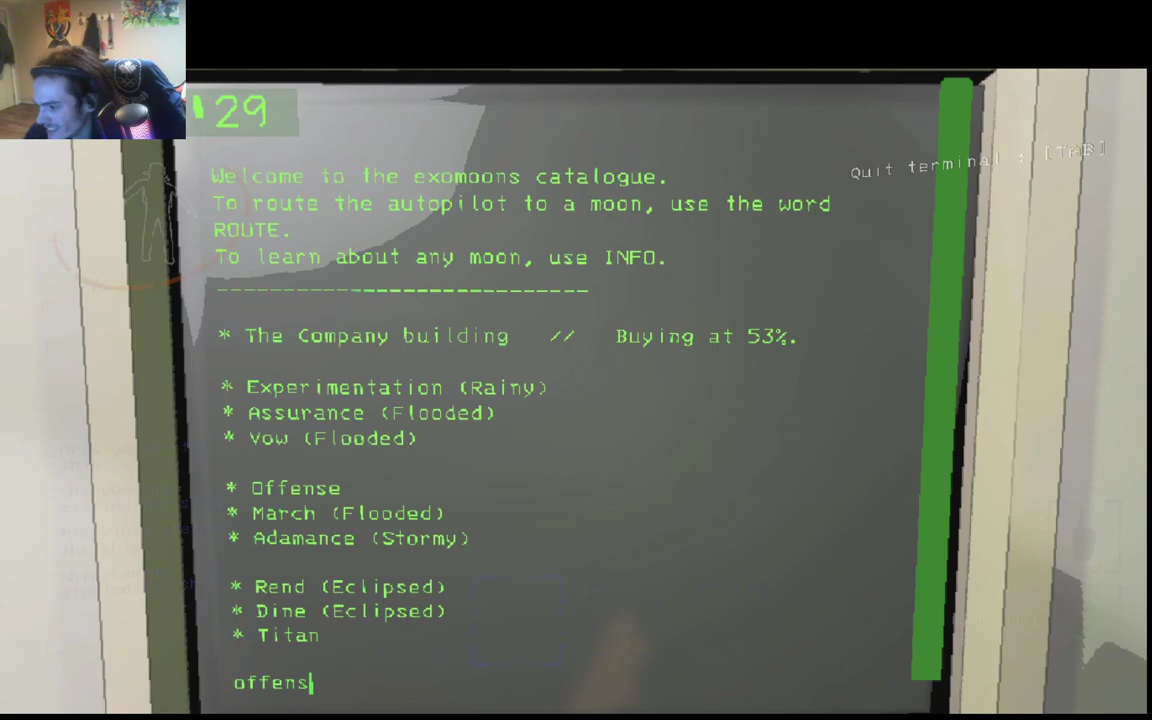 29
Welcome to the exomoons catalogue.
Quit terminal : [TAB]
To route the autopilot to a moon, use the word
ROUTE.
To learn about any moon, use INFO.
----------------------------
* The Company building // Buying at 53%.
* Experimentation (Rainy)
* Assurance (Flooded)
* Vow (Flooded)
* Offense
* March (Flooded)
* Adamance (Stormy)
* Rend (Eclipsed)
* Dine (Eclipsed)
* Titan
offens